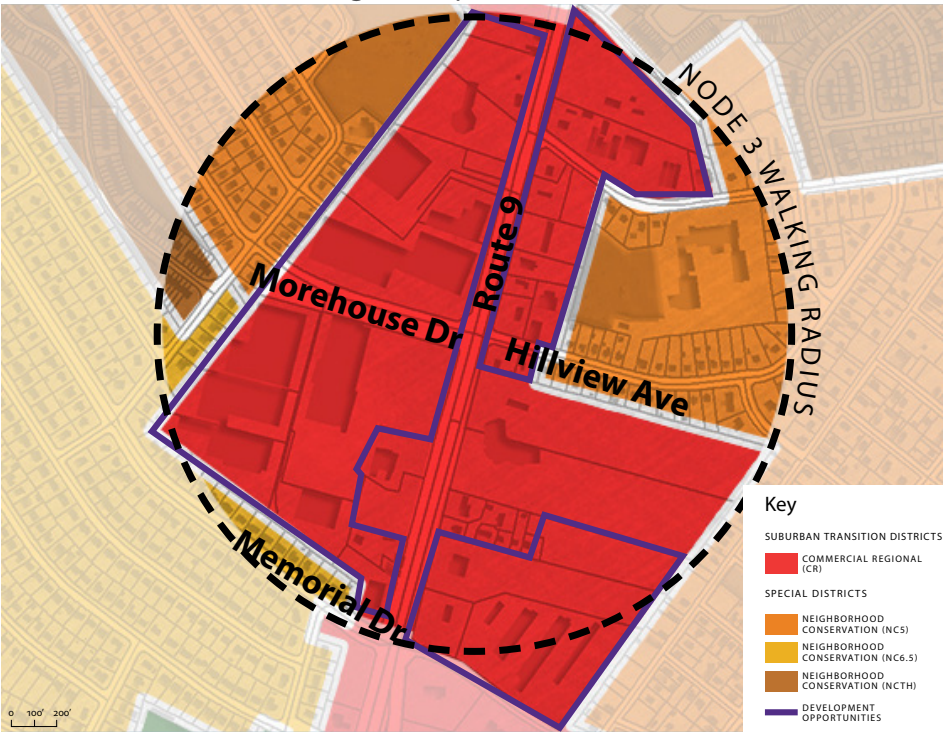 NODE 3 WALKING RADIUS
Route 9
Morehouse Dr
Hillview Ave
Memorial Dr
Key
SUBURBAN TRANSITION DISTRICTS
COMMERCIAL REGIONAL
(CR)
SPECIAL DISTRICTS
NEIGHBORHOOD
CONSERVATION (NC5)
NEIGHBORHOOD
CONSERVATION (NC6.5)
NEIGHBORHOOD
CONSERVATION (NCTH)
DEVELOPMENT
OPPORTUNITIES
0 100' 200'